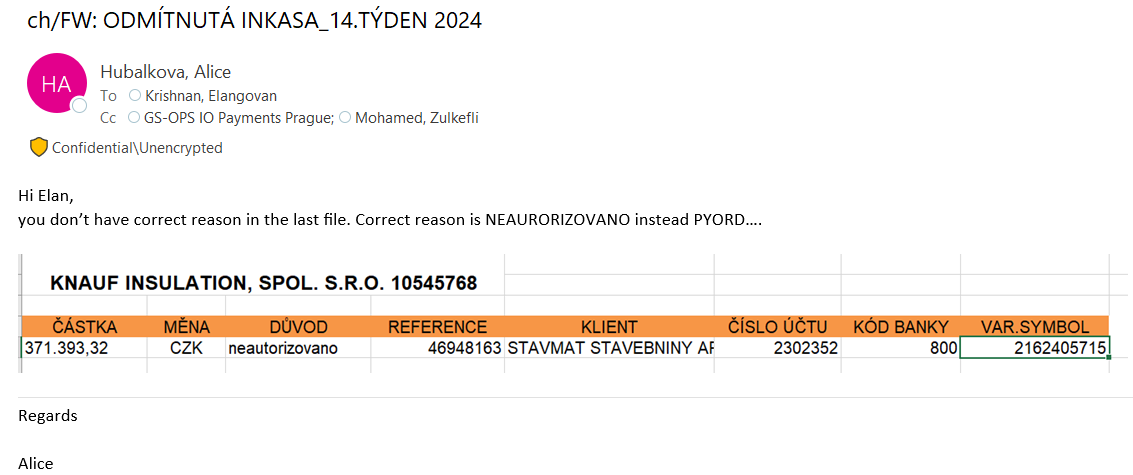 ch/FW: ODMÍTNUTÁ INKASA_14.TÝDEN 2024
HA
Hubalkova, Alice
To Krishnan, Elangovan
Cc GS-OPS IO Payments Prague; Mohamed, Zulkefli
Confidential\Unencrypted
Hi Elan,
you don’t have correct reason in the last file. Correct reason is NEAURORIZOVANO instead PYORD….
KNAUF INSULATION, SPOL. S.R.O. 10545768
ČÁSTKA MĚNA DŮVOD REFERENCE KLIENT ČÍSLO ÚČTU KÓD BANKY VAR.SYMBOL
371.393,32 CZK neautorizovano 46948163 STAVMAT STAVEBNINY 2302352 800 2162405715
Regards
Alice